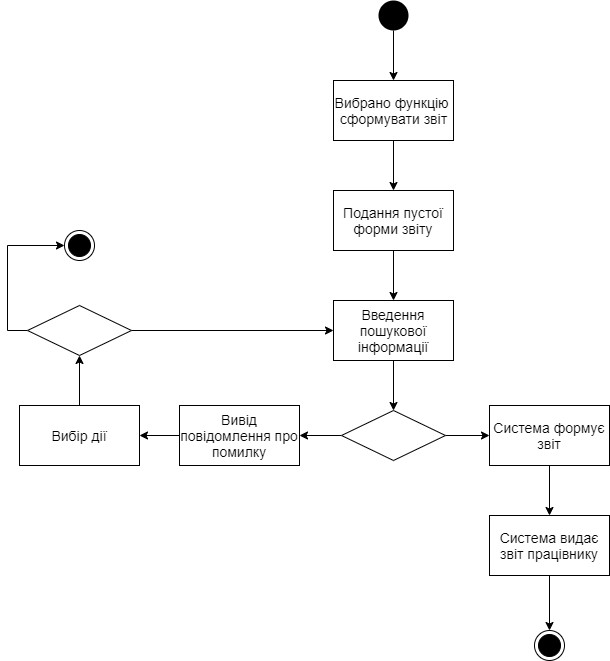 Вибрано функцію
сформувати звіт
Подання пустої
форми звіту
Введення
пошукової
інформації
Вибір дії
Вивід
повідомлення про
помилку
Система формує
звіт
Система видає
звіт працівнику